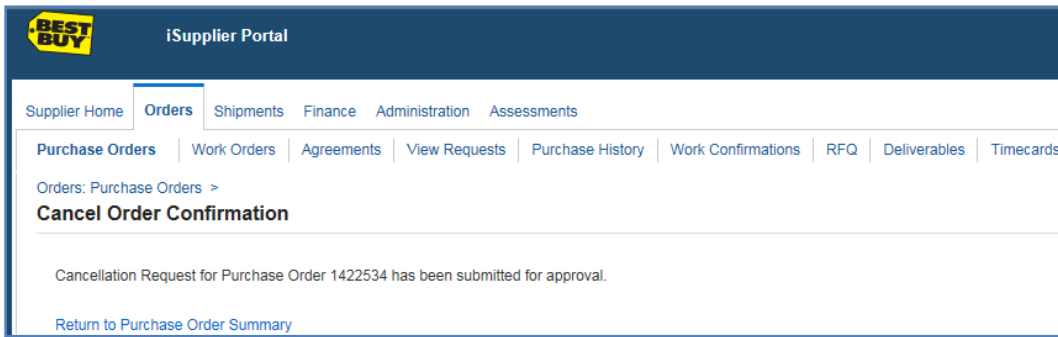 BEST BUY iSupplier Portal
Supplier Home Orders Shipments Finance Administration Assessments
Purchase Orders Work Orders Agreements View Requests Purchase History Work Confirmations RFQ Deliverables Timecards
Orders: Purchase Orders >
Cancel Order Confirmation
Cancellation Request for Purchase Order 1422534 has been submitted for approval.
Return to Purchase Order Summary